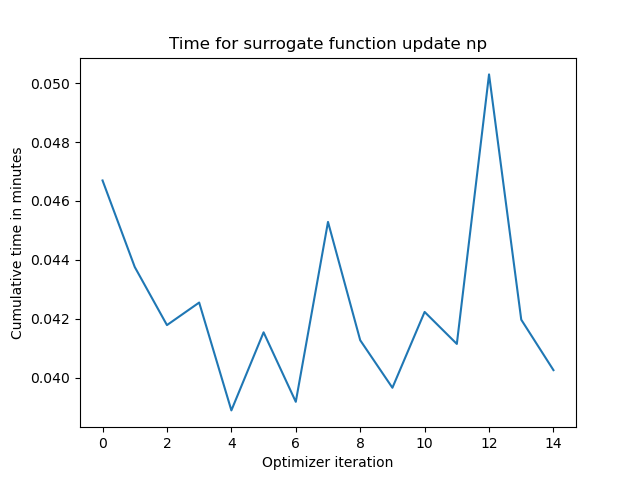 Time for surrogate function update np
Cumulative time in minutes
0.050
0.048
0.046
0.044
0.042
0.040
0 2 4 6 8 10 12 14
Optimizer iteration